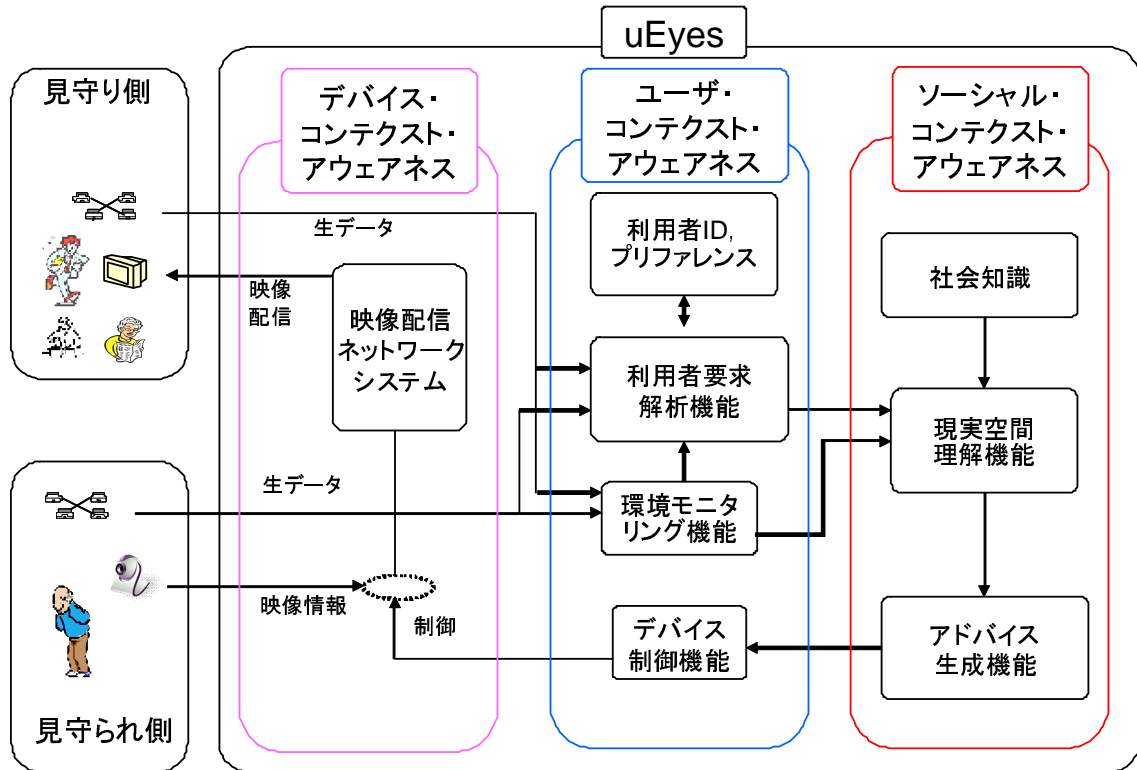 uEyes
見守り側
デバイス・
コンテクスト・
アウェアネス
ユーザ・
コンテクスト・
アウェアネス
ソーシャル・
コンテクスト・
アウェアネス
生データ
映像
配信
映像配信
ネットワーク
システム
利用者ID,
プリファレンス
社会知識
利用者要求
解析機能
現実空間
理解機能
生データ
環境モニタ
リング機能
映像情報
制御
デバイス
制御機能
アドバイス
生成機能
見守られ側